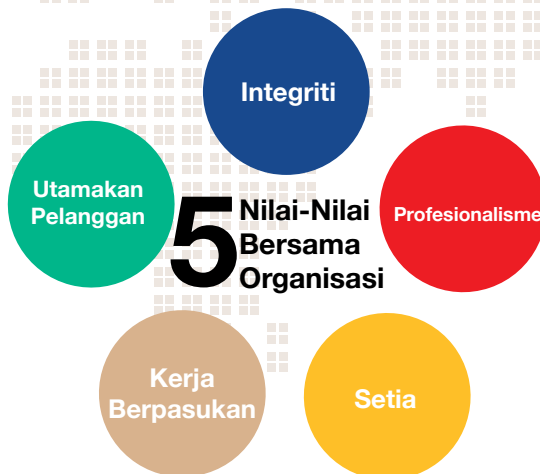 Integriti
Utamakan
Pelanggan
5 Nilai-Nilai
Bersama
Organisasi
Profesionalisme
Kerja
Berpasukan
Setia